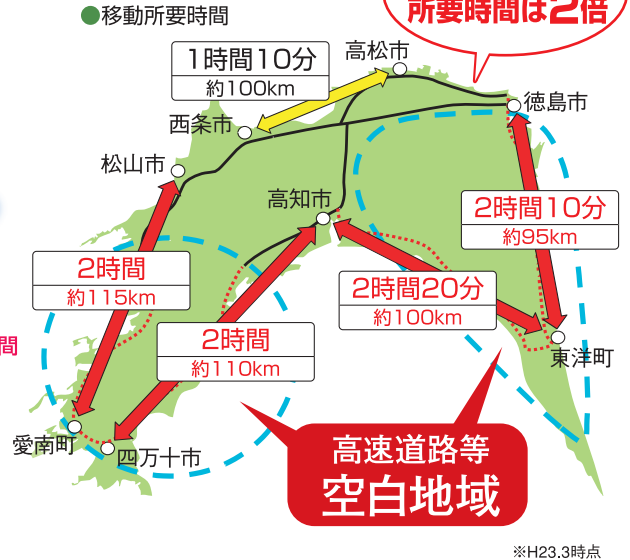 ●移動所要時間
所要時間は2倍
高松市
1時間10分
約100km
徳島市
西条市
松山市
高知市
2時間10分
約95km
2時間
約115km
2時間20分
約100km
2時間
約110km
間
東洋町
愛南町
四万十市
高速道路等
空白地域
※H23.3時点